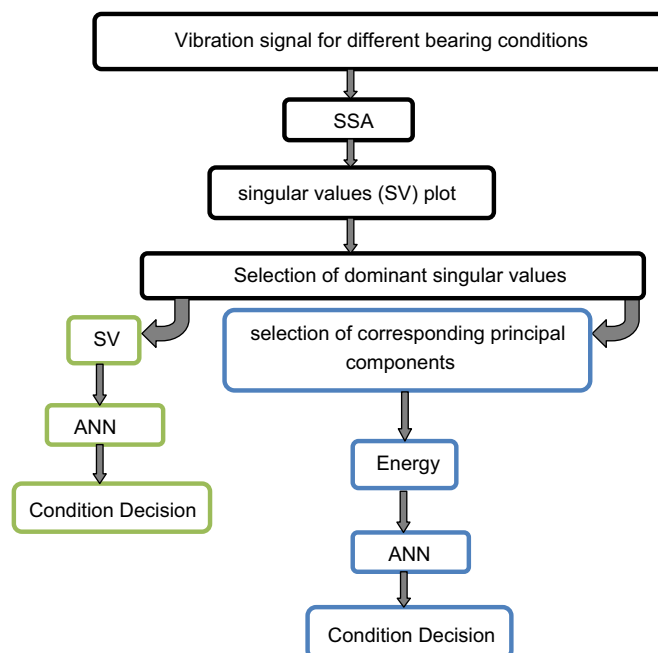 Vibration signal for different bearing conditions
SSA
singular values (SV) plot
Selection of dominant singular values
SV
ANN
Condition Decision
selection of corresponding principal
components
Energy
ANN
Condition Decision